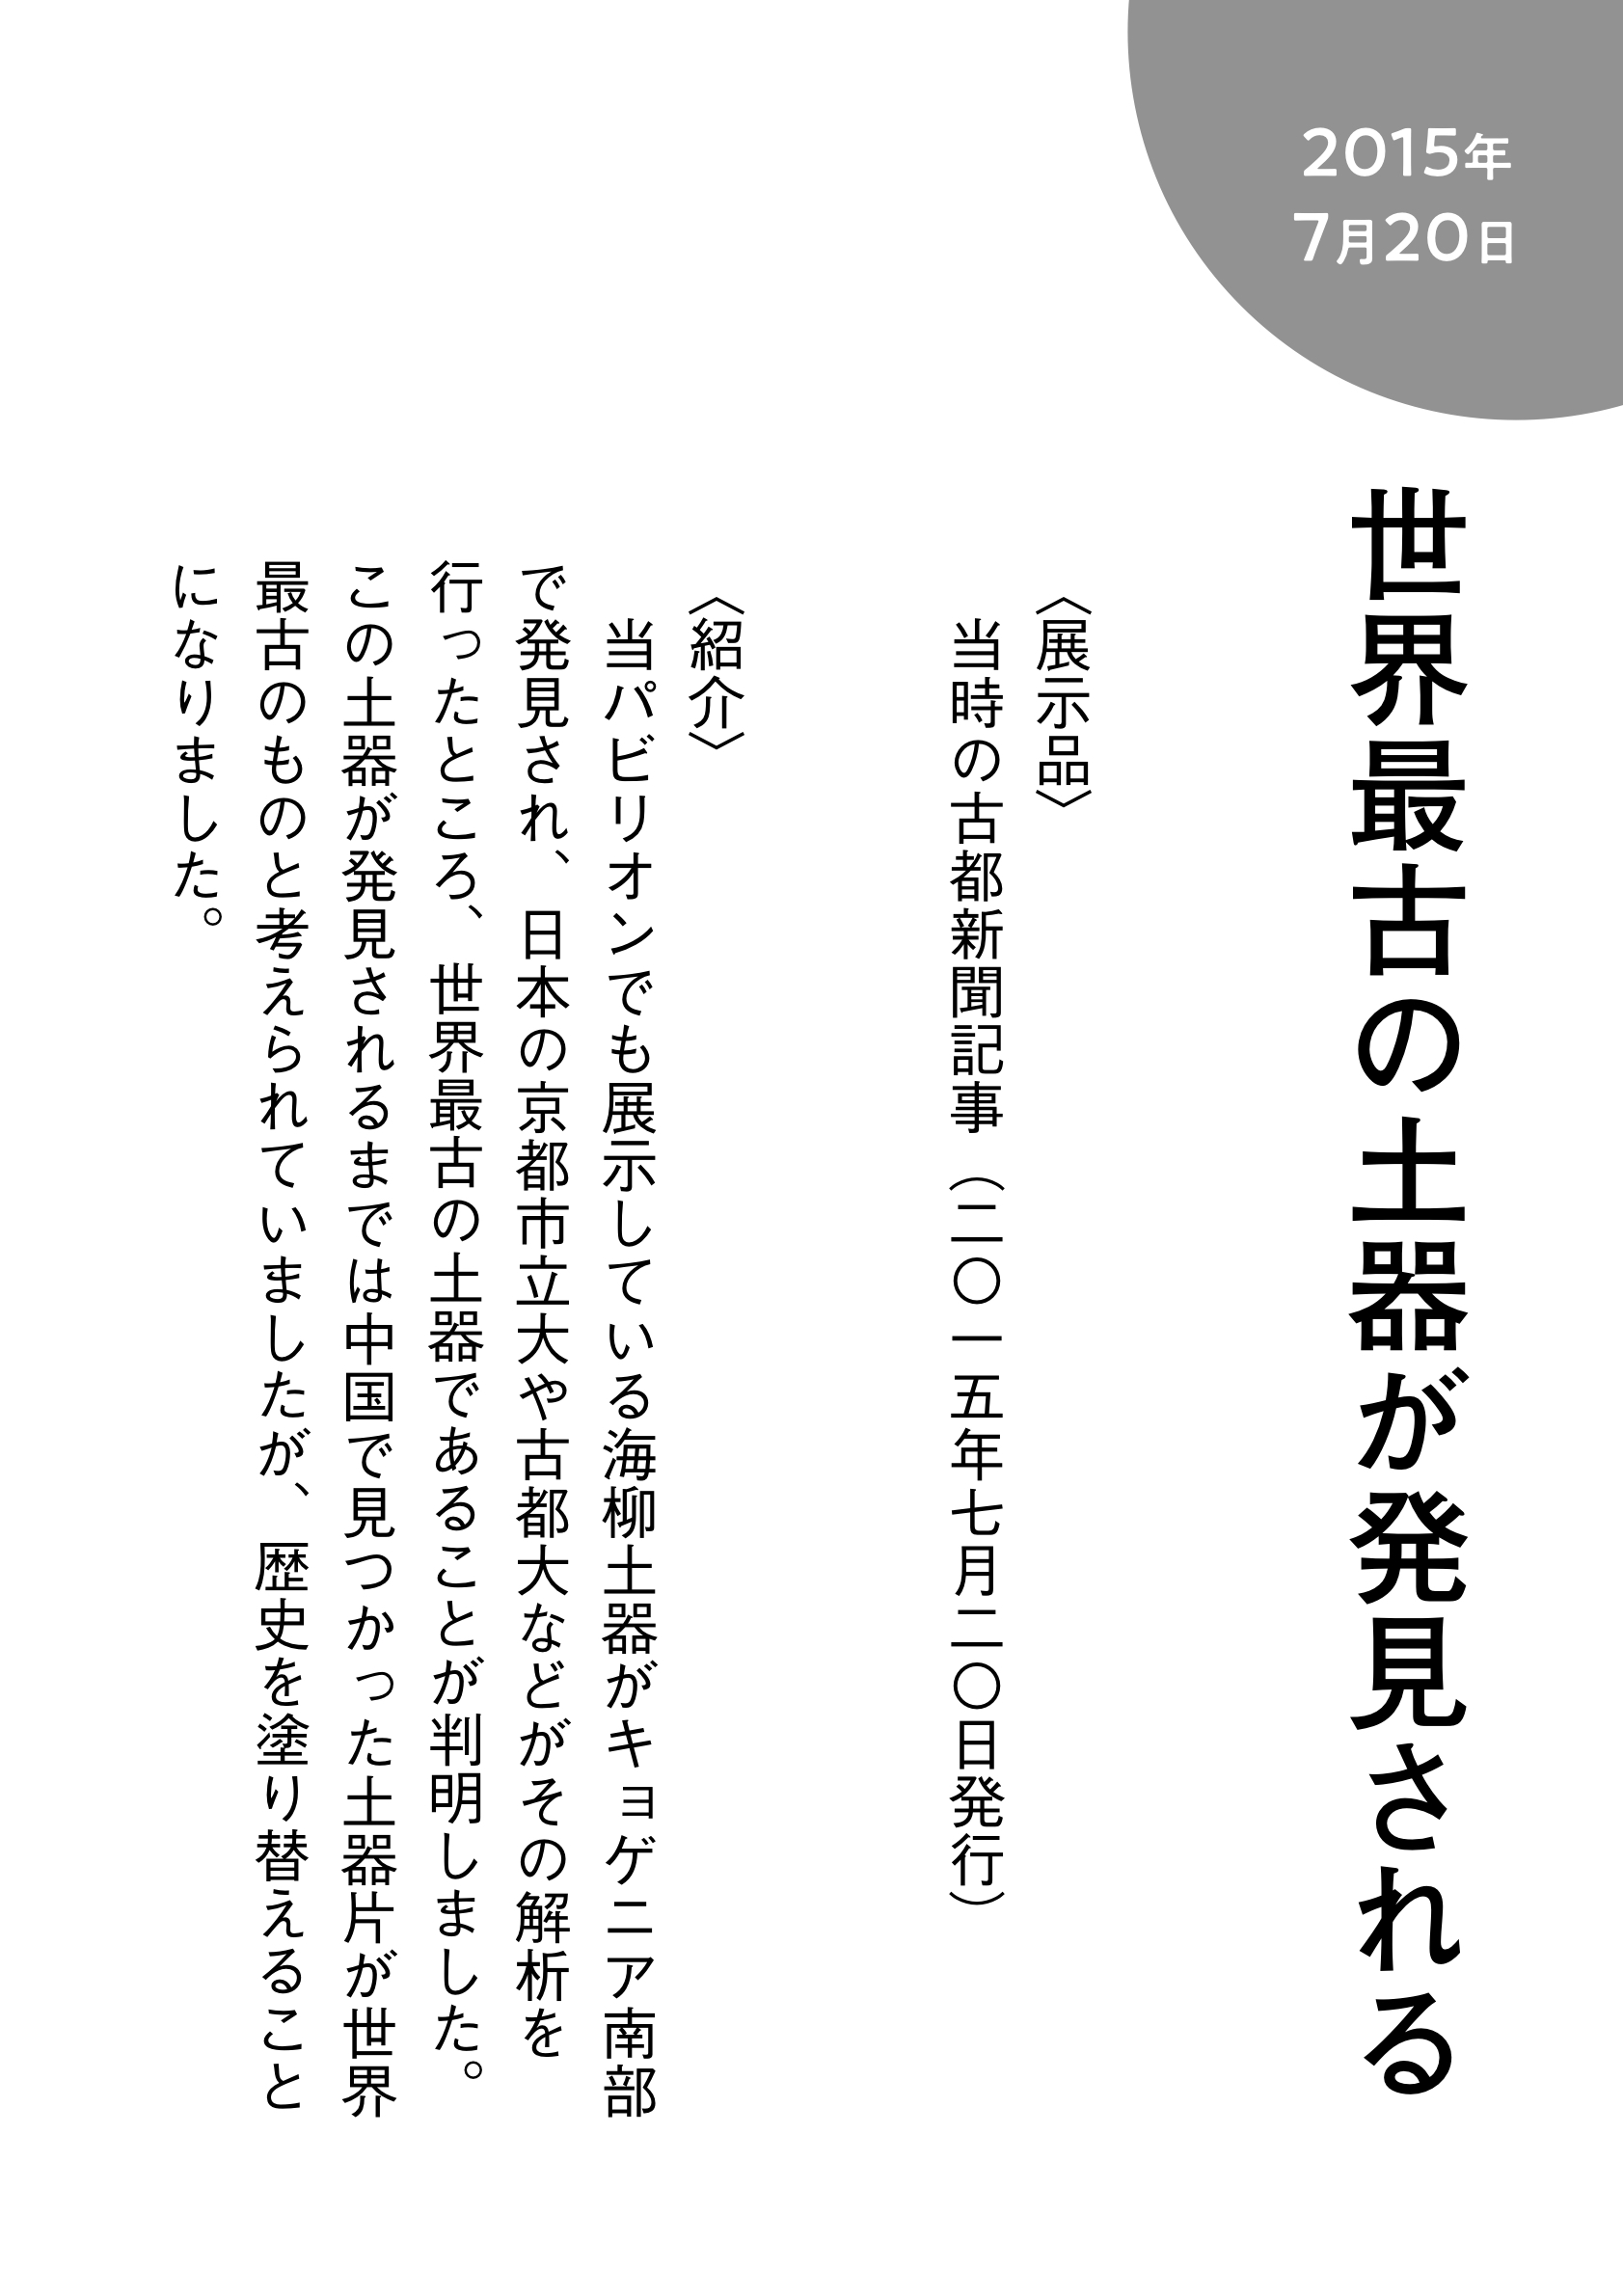 2015年
7月20日
世界最古の土器が発見される
〈展示品〉
当時の古都新聞記事（二〇一五年七月二〇日発行）
〈紹介〉
当パビリオンでも展示している海柳土器がキョゲニア南部
で発見され、日本の京都市立大や古都大などがその解析を
行ったところ、世界最古の土器であることが判明しました。
この土器が発見されるまでは中国で見つかった土器片が世界
最古のものと考えられていましたが、歴史を塗り替えること
になりました。